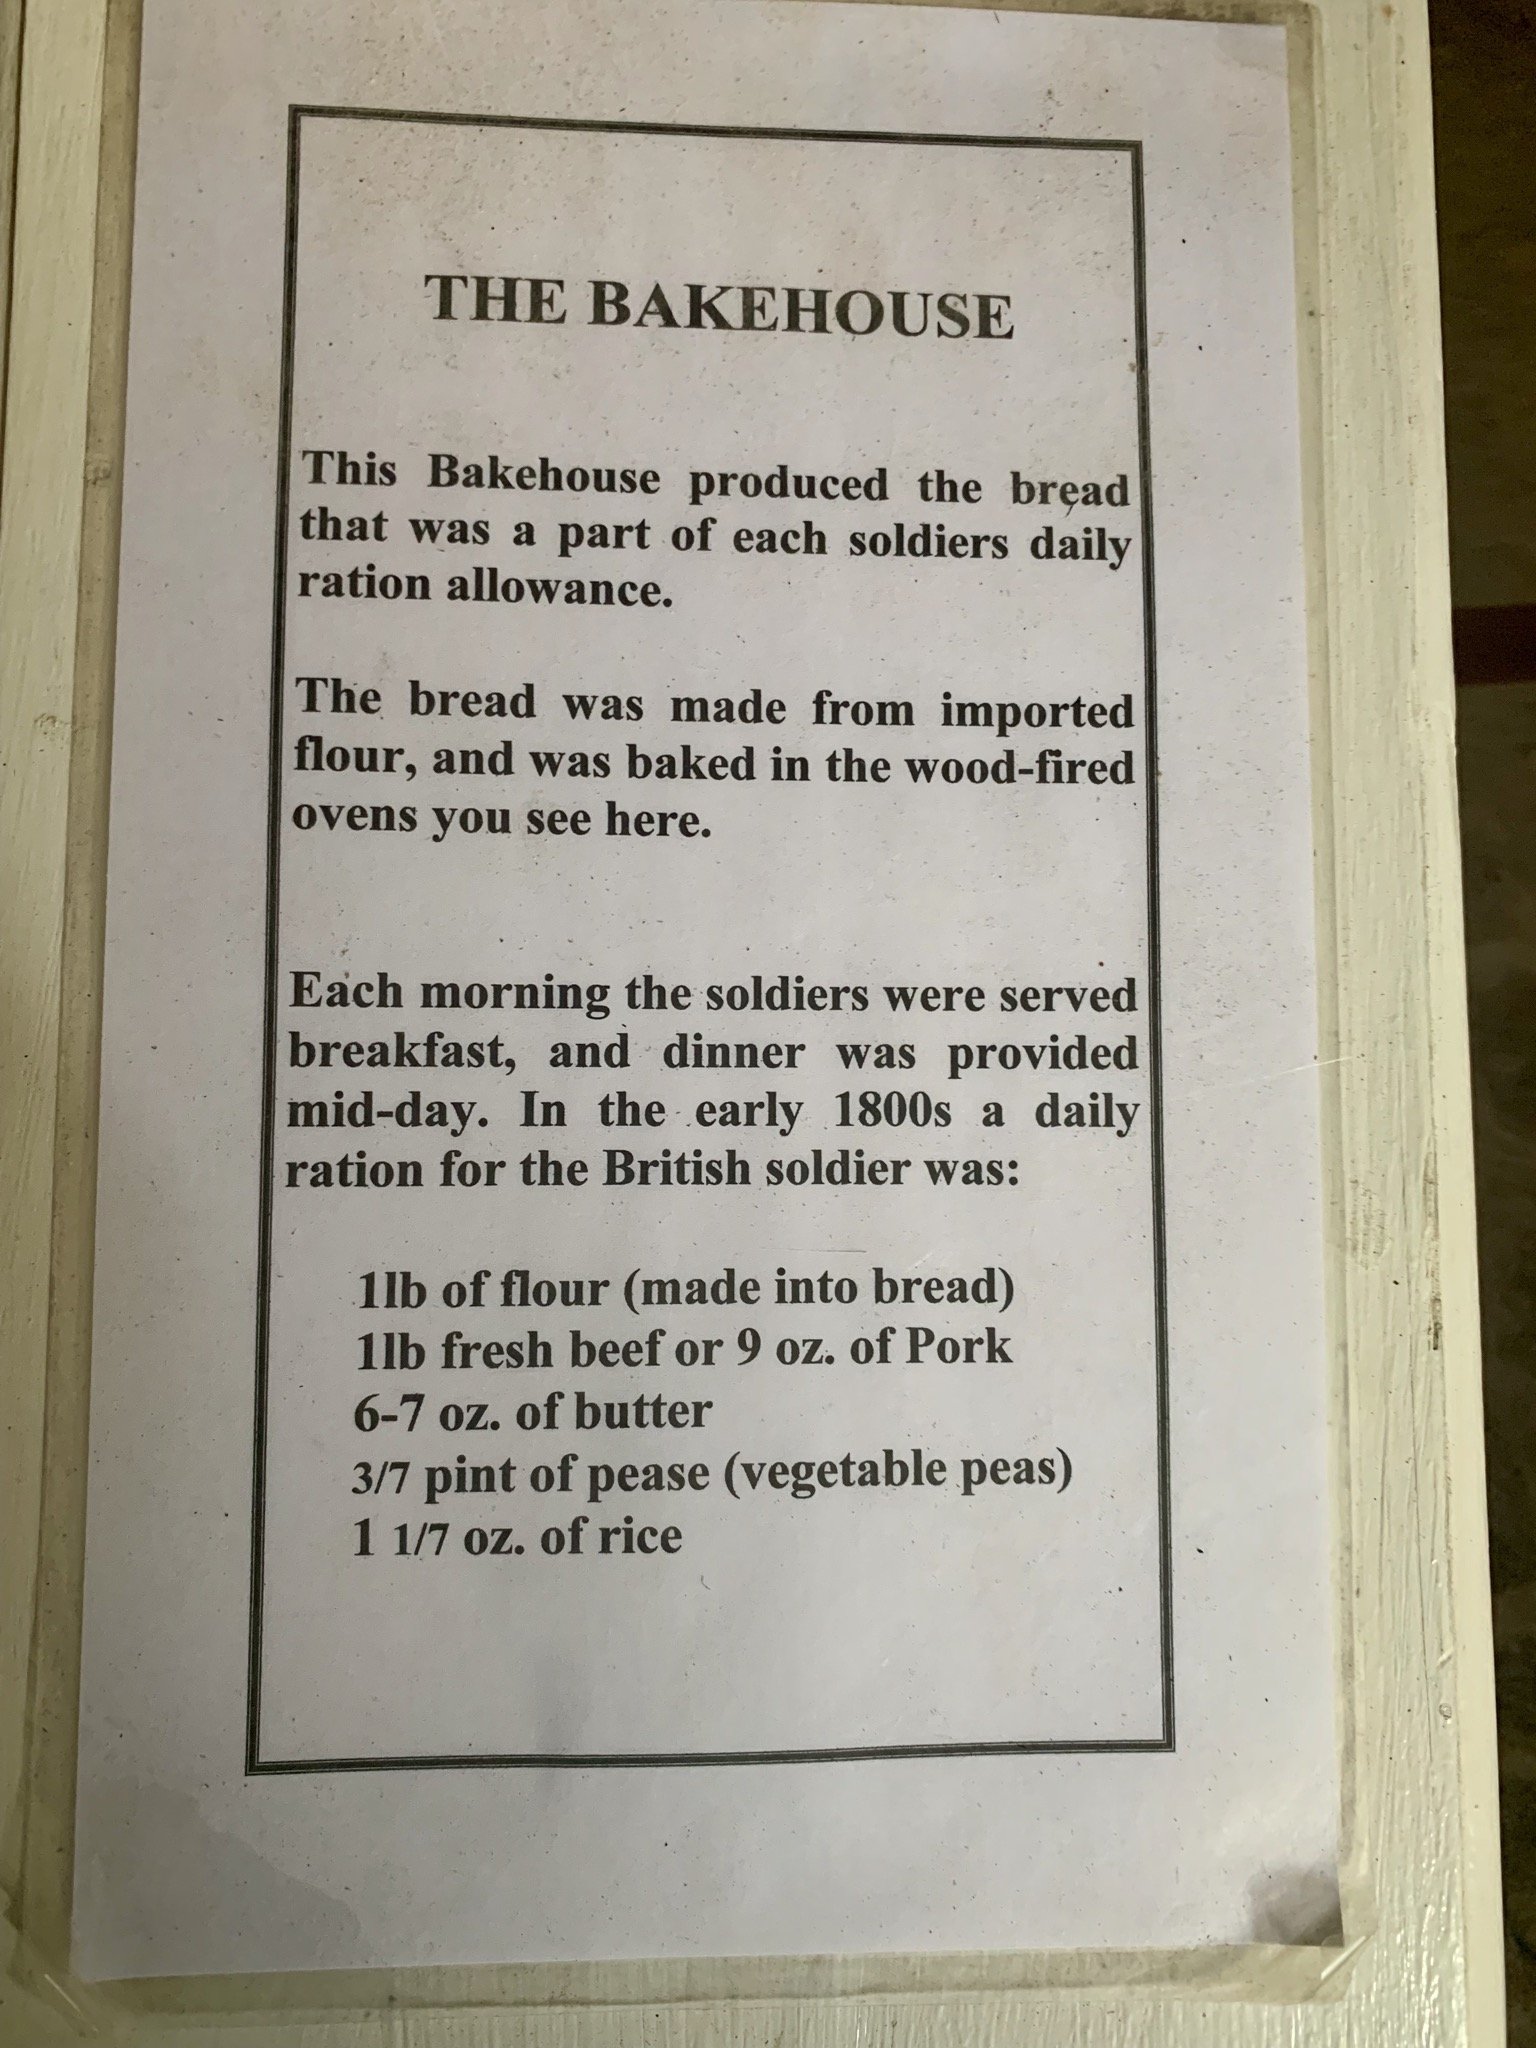 THE BAKEHOUSE
This Bakehouse produced the bread
that was a part of each soldiers daily
ration allowance.
The bread was made from imported
flour, and was baked in the wood-fired
ovens you see here.
Each morning the soldiers were served
breakfast, and dinner was provided
mid-day. In the early 1800s a daily
ration for the British soldier was:
1lb of flour (made into bread)
1lb fresh beef or 9 oz. of Pork
6-7 oz. of butter
3/7 pint of pease (vegetable peas)
1 1/7 oz. of rice